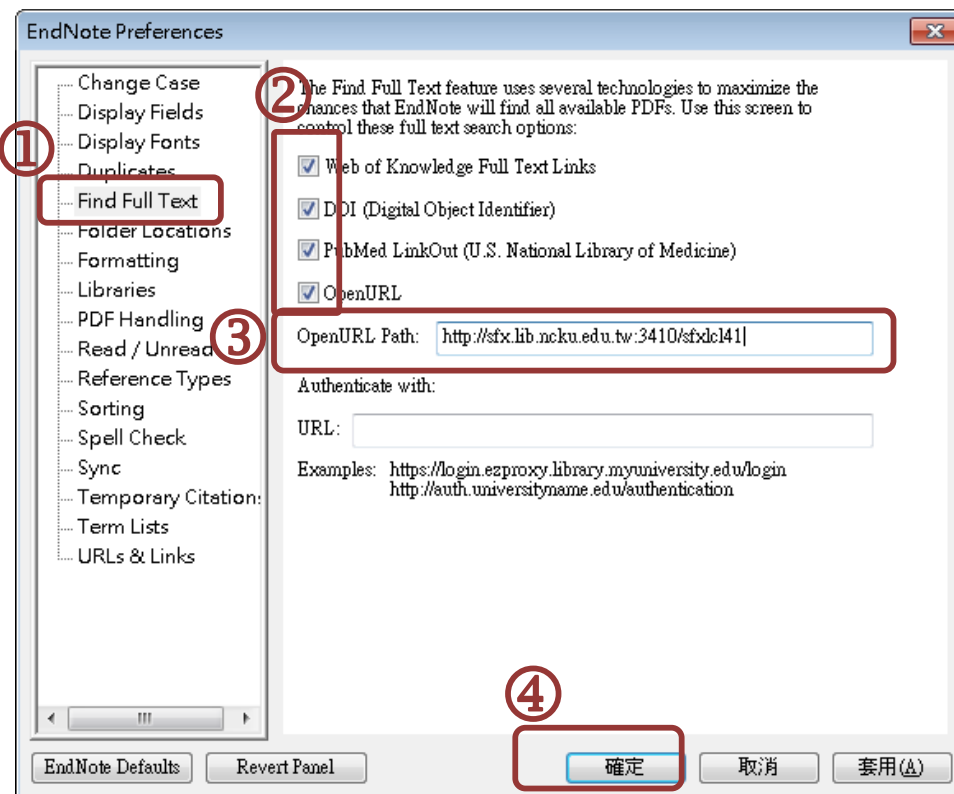 EndNote Preferences
Change Case
Display Fields
Display Fonts
Duplicates
Find Full Text
Folder Locations
Formatting
Libraries
PDF Handling
Read / Unread
Reference Types
Sorting
Spell Check
Sync
Temporary Citation
Term Lists
URLs & Links
①
②
The Find Full Text feature uses several technologies to maximize the
chances that EndNote will find all available PDFs. Use this screen to
control these full text search options:
Web of Knowledge Full Text Links
DOI (Digital Object Identifier)
PubMed LinkOut (U.S. National Library of Medicine)
OpenURL
③
OpenURL Path: http://sfx.lib.ncku.edu.tw:3410/sfxlcl41
Authenticate with:
URL:
Examples: https://login.ezproxy.library.myuniversity.edu/login
http://auth.universityname.edu/authentication
④
EndNote Defaults Revert Panel 確定 取消 套用(A)